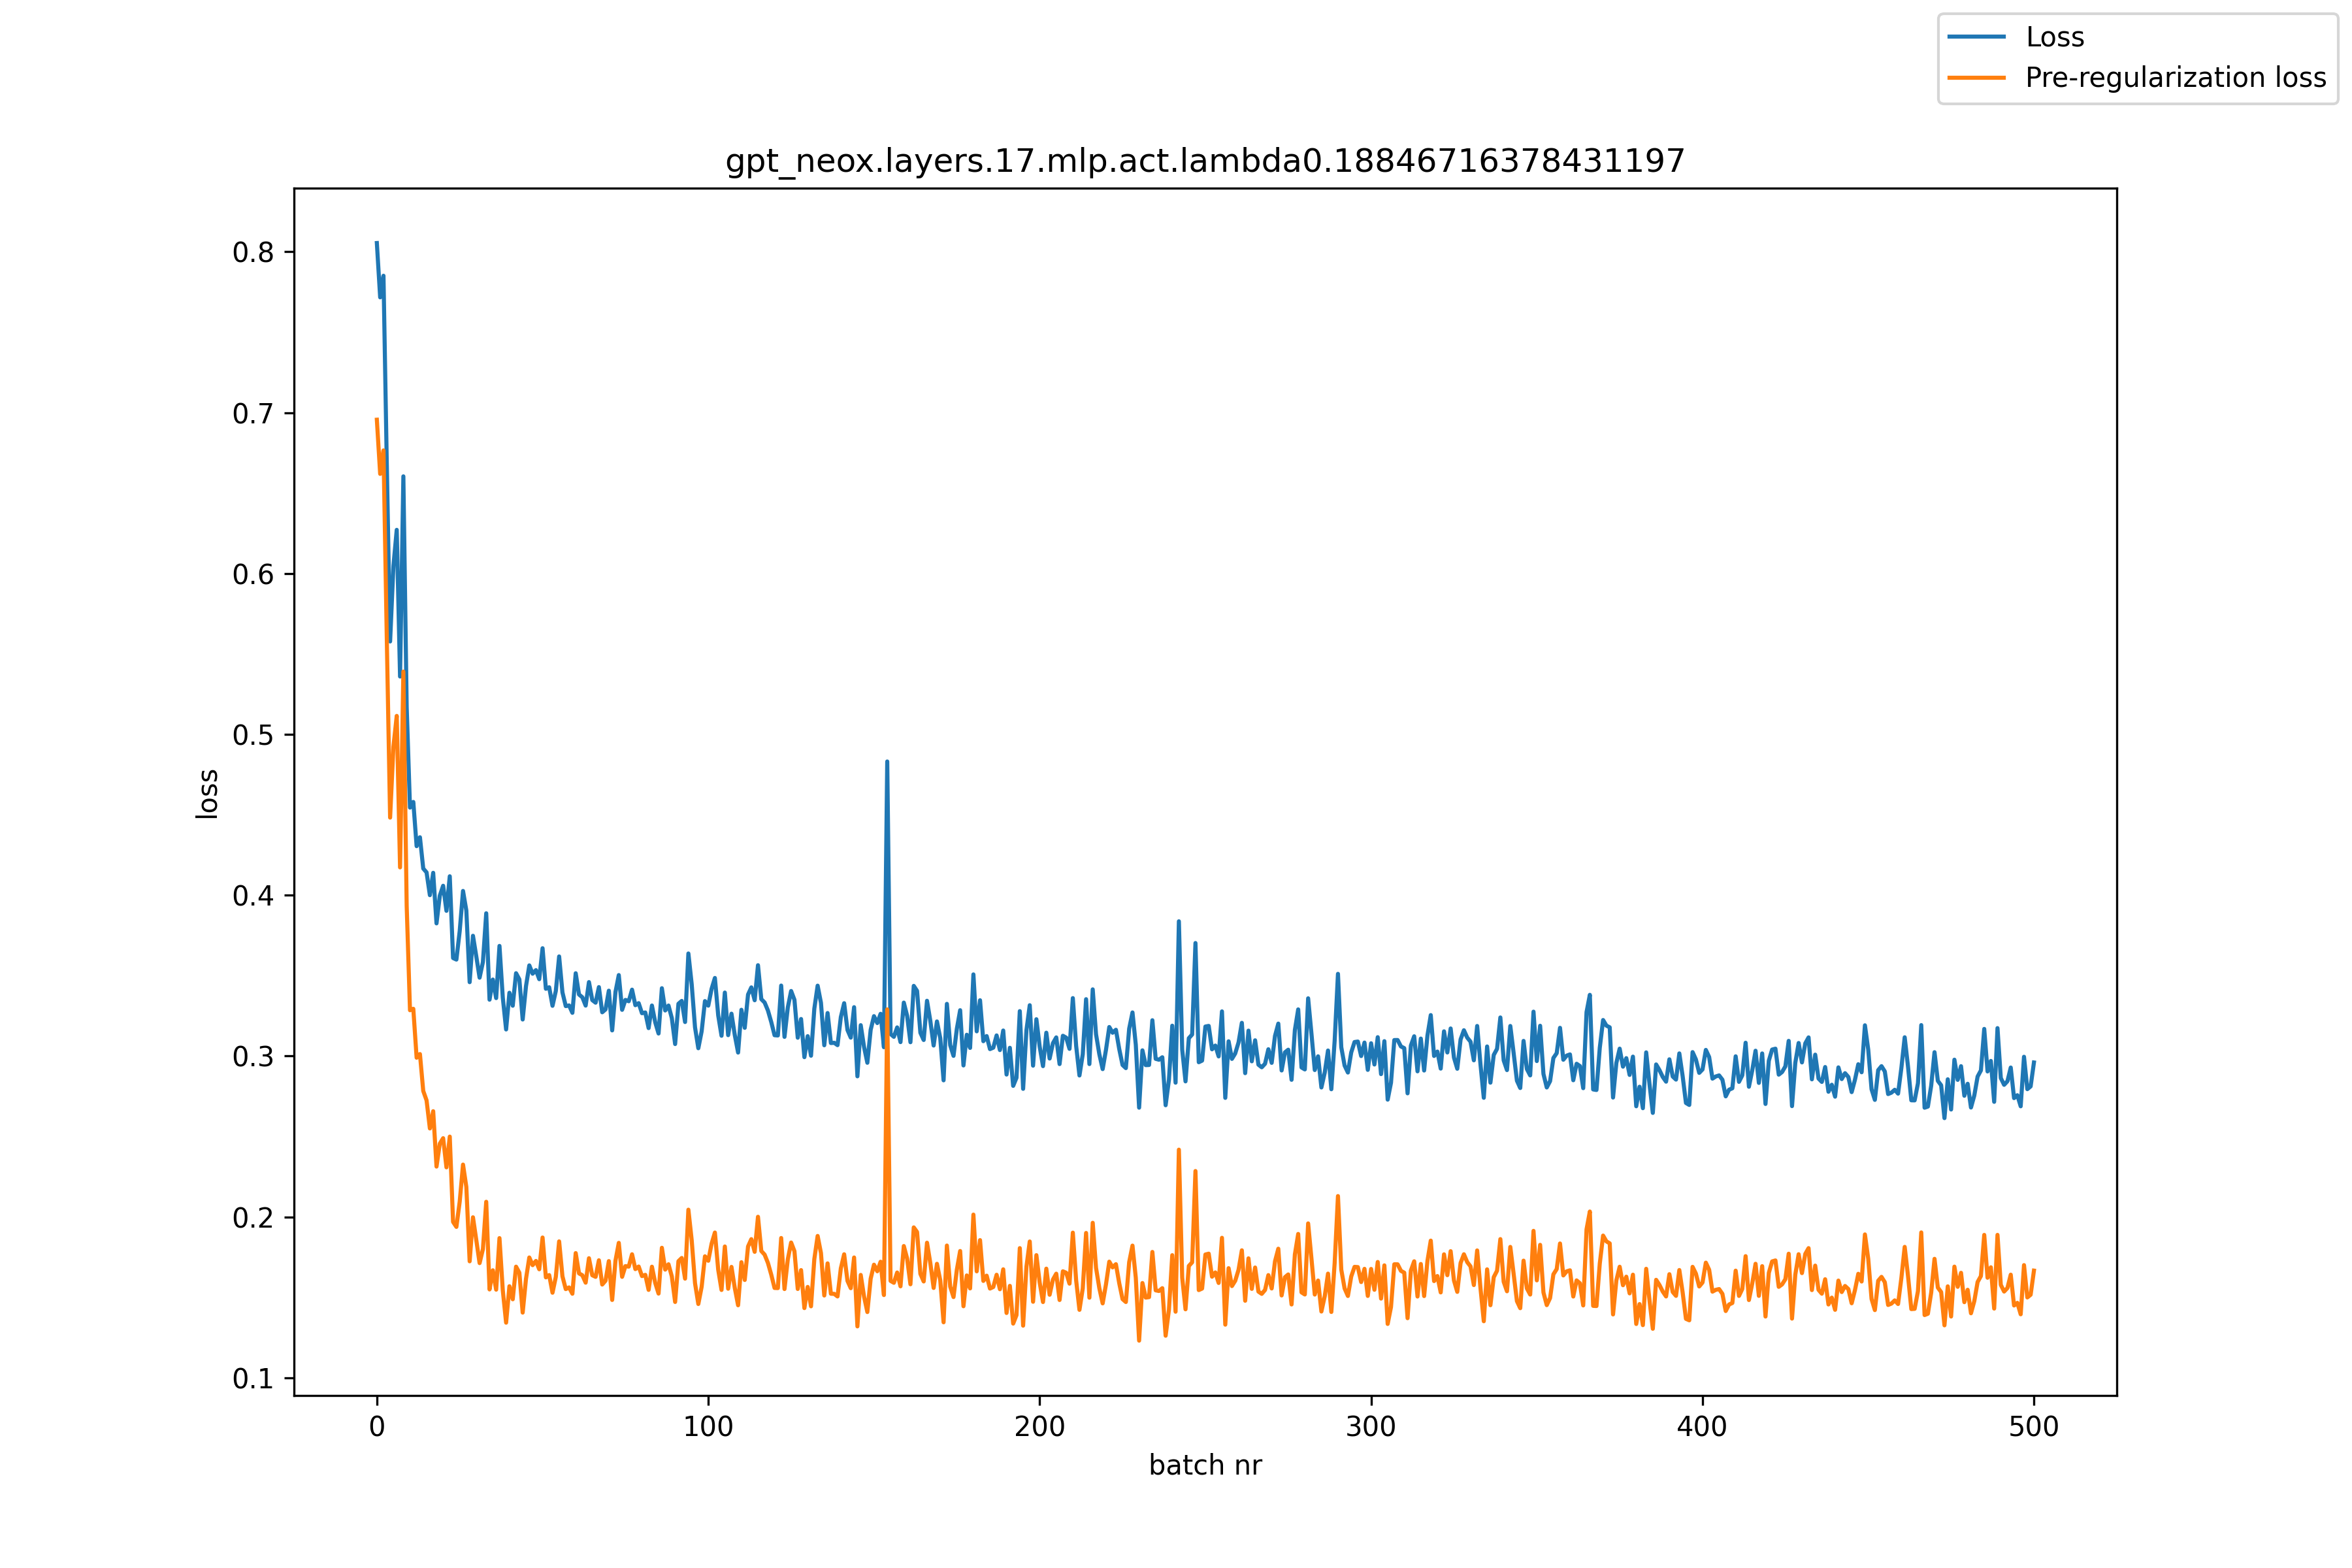 Loss
Pre-regularization loss
gpt_neox.layers.17.mlp.act.lambda0.18846716378431197
0.8
0.7
0.6
0.5
0.4
0.3
0.2
0.1
loss
0 100 200 300 400 500
batch nr